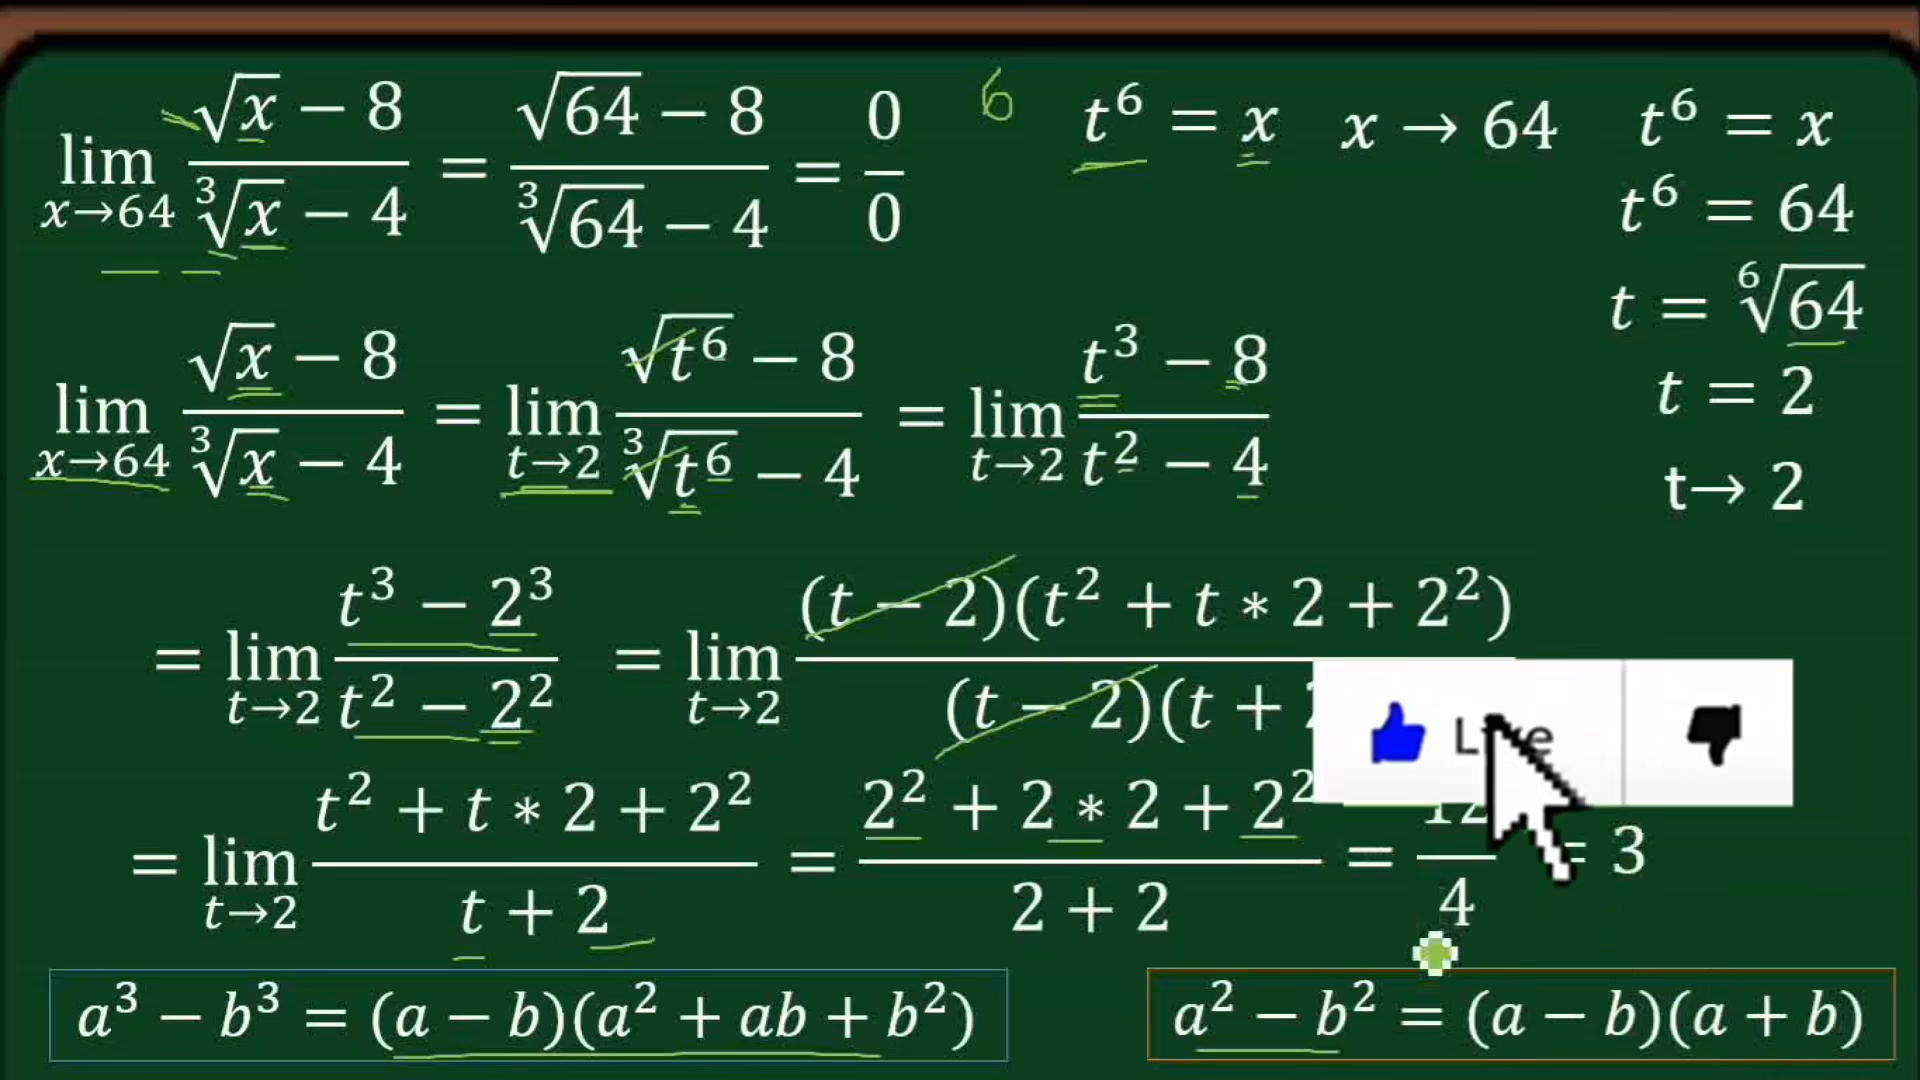 lim x→64 (√x − 8)/(∛x − 4) = (√64 − 8)/(∛64 − 4) = 0/0
6
t⁶ = x x → 64
t⁶ = x
t⁶ = 64
t = ⁶√64
t = 2
t→ 2
lim x→64 (√x − 8)/(∛x − 4) = lim t→2 (√t⁶ − 8)/(∛t⁶ − 4) = lim t→2 (t³ − 8)/(t² − 4)
= lim t→2 (t³ − 2³)/(t² − 2²) = lim t→2 (t − 2)(t² + t * 2 + 2²)/(t − 2)(t +
= lim t→2 (t² + t * 2 + 2²)/(t + 2) = (2² + 2 * 2 + 2²)/(2 + 2) = 12/4 = 3
Like
a³ − b³ = (a − b)(a² + ab + b²)
a² − b² = (a − b)(a + b)